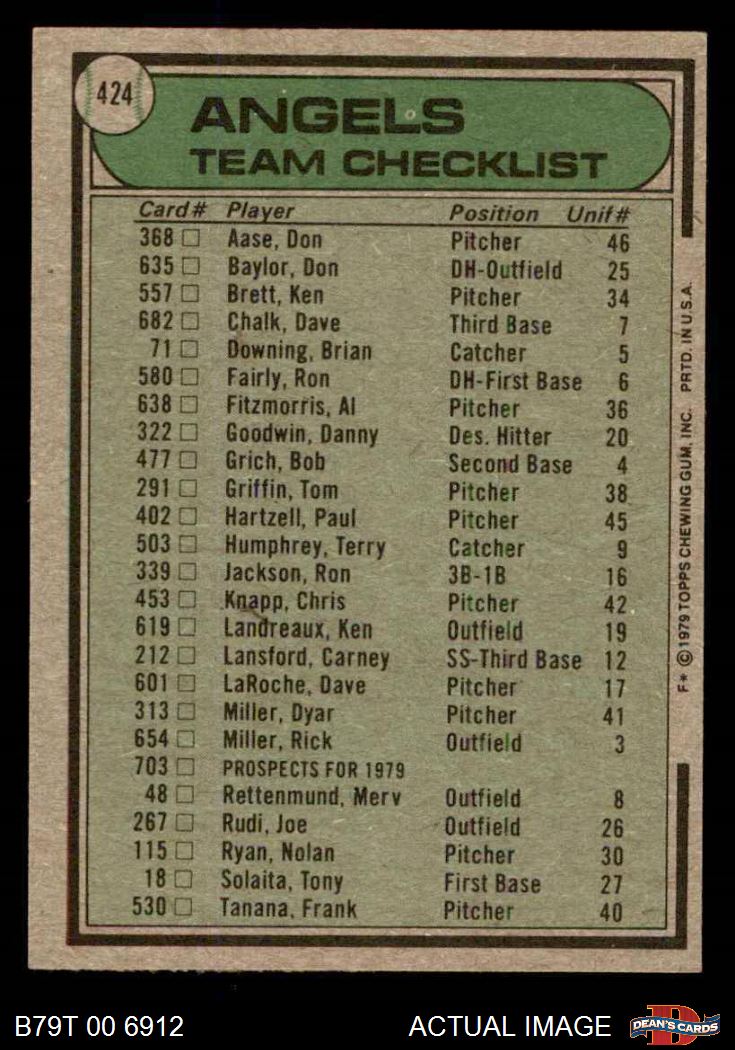 424
ANGELS
TEAM CHECKLIST
Card# Player Position Unif#
368 Aase, Don Pitcher 46
635 Baylor, Don DH-Outfield 25
557 Brett, Ken Pitcher 34
682 Chalk, Dave Third Base 7
71 Downing, Brian Catcher 5
580 Fairly, Ron DH-First Base 6
638 Fitzmorris, Al Pitcher 36
322 Goodwin, Danny Des. Hitter 20
477 Grich, Bob Second Base 4
291 Griffin, Tom Pitcher 38
402 Hartzell, Paul Pitcher 45
503 Humphrey, Terry Catcher 9
339 Jackson, Ron 3B-1B 16
453 Knapp, Chris Pitcher 42
619 Landreaux, Ken Outfield 19
212 Lansford, Carney SS-Third Base 12
601 LaRoche, Dave Pitcher 17
313 Miller, Dyar Pitcher 41
654 Miller, Rick Outfield 3
703 PROSPECTS FOR 1979
48 Rettenmund, Merv Outfield 8
267 Rudi, Joe Outfield 26
115 Ryan, Nolan Pitcher 30
18 Solaita, Tony First Base 27
530 Tanana, Frank Pitcher 40
F* © 1979 TOPPS CHEWING GUM, INC. PRTD. IN U.S.A.
B79T 00 6912 ACTUAL IMAGE
D
DEAN'S CARDS